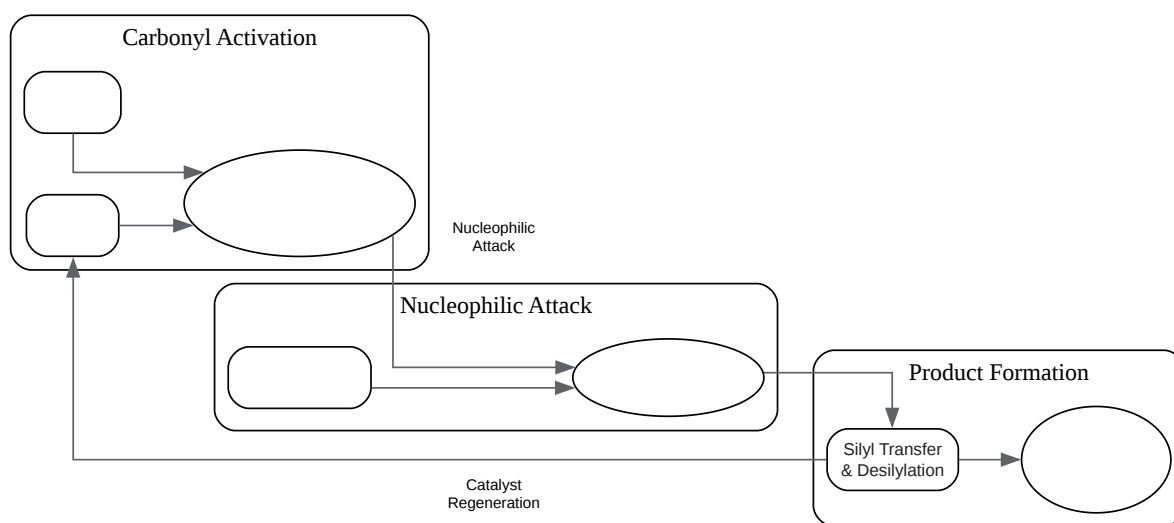 Carbonyl Activation
Nucleophilic
Attack
Nucleophilic Attack
Product Formation
Silyl Transfer
& Desilylation
Catalyst
Regeneration